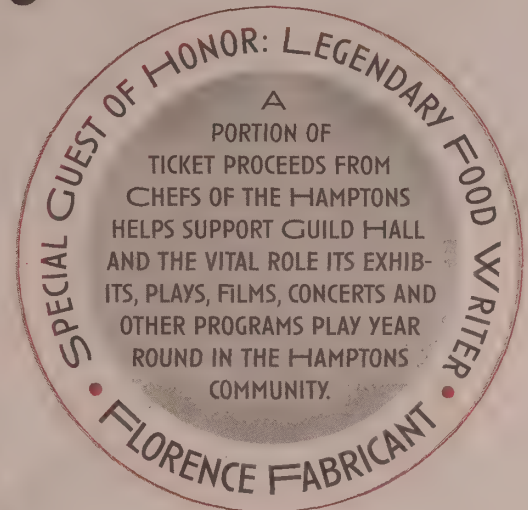 SPECIAL GUEST OF HONOR: LEGENDARY FOOD WRITER • FLORENCE FABRICANT •
A
PORTION OF
TICKET PROCEEDS FROM
CHEFS OF THE HAMPTONS
HELPS SUPPORT GUILD HALL
AND THE VITAL ROLE ITS EXHIB-
ITS, PLAYS, FILMS, CONCERTS AND
OTHER PROGRAMS PLAY YEAR
ROUND IN THE HAMPTONS
COMMUNITY.